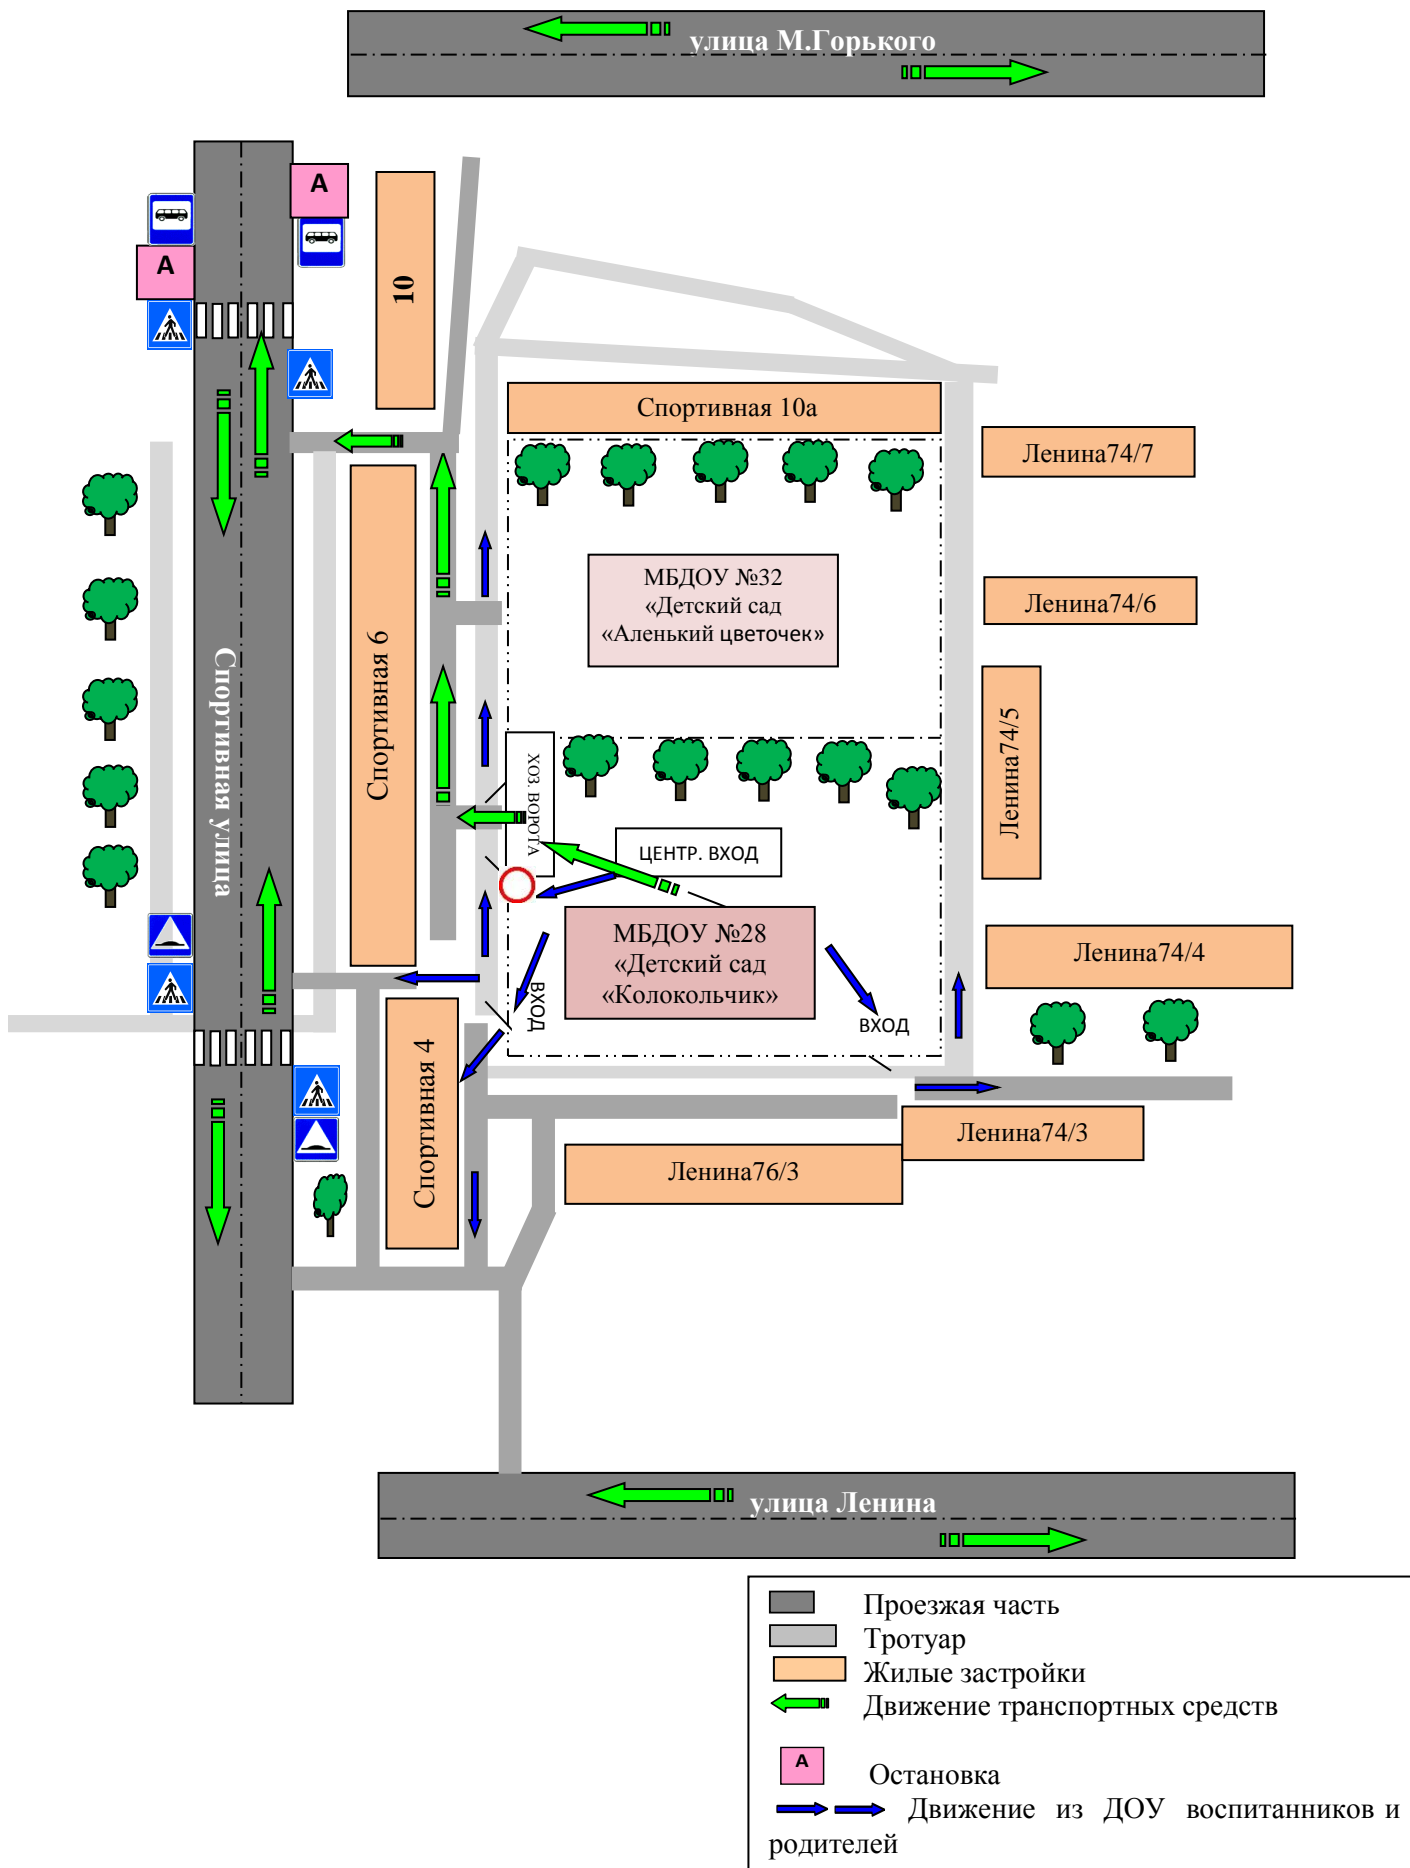 улица М.Горького
А
А
10
Спортивная 10а
Ленина74/7
МБДОУ №32
«Детский сад
«Аленький цветочек»
Ленина74/6
Спортивная улица
Спортивная 6
Ленина74/5
ХОЗ. ВОРОТА
ЦЕНТР. ВХОД
МБДОУ №28
«Детский сад
«Колокольчик»
Ленина74/4
ВХОД
ВХОД
Спортивная 4
Ленина74/3
Ленина76/3
улица Ленина
Проезжая часть
Тротуар
Жилые застройки
Движение транспортных средств
А
Остановка
Движение из ДОУ воспитанников и
родителей